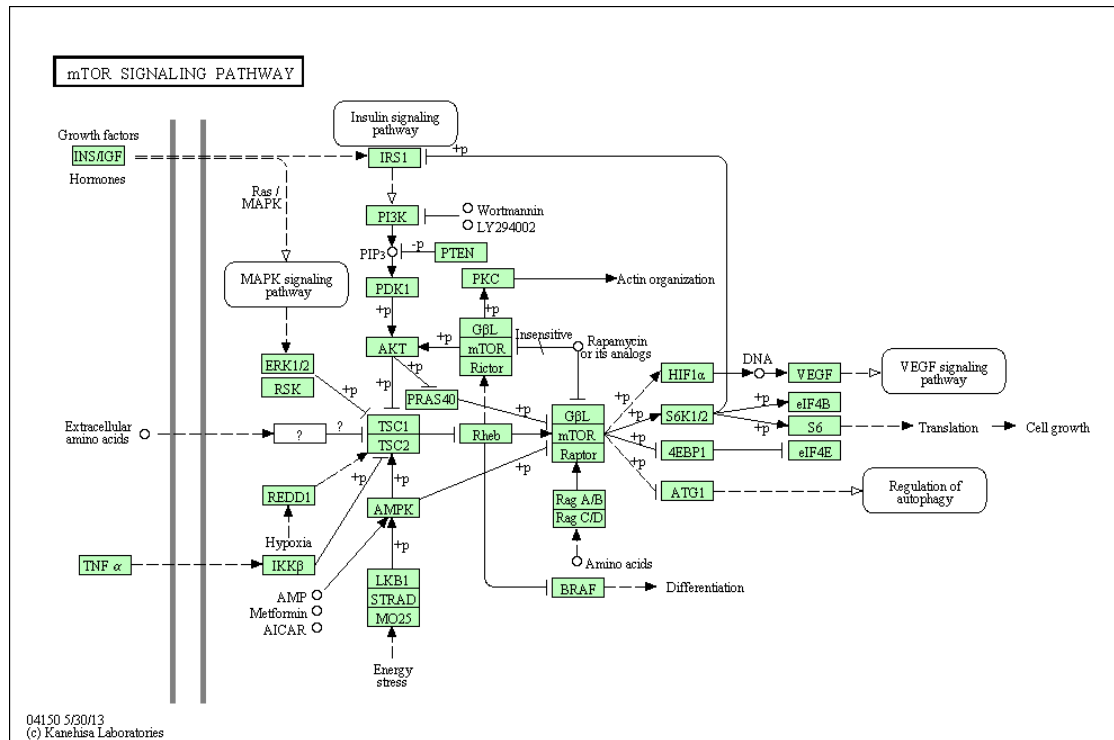 mTOR SIGNALING PATHWAY
Insulin signaling
pathway
Growth factors
INS/IGF
Hormones
IRS1
+p
Ras /
MAPK
PI3K
Wortmannin
LY294002
PIP3
-p
PTEN
MAPK signaling
pathway
PDK1
PKC
Actin organization
+p
+p
GβL
mTOR
Rictor
Insensitive
Rapamycin
or its analogs
AKT
+p
ERK1/2
RSK
+p
+p
+p
PRAS40
+p
DNA
HIF1α
VEGF
VEGF signaling
pathway
+p
GβL
mTOR
Raptor
+p
S6K1/2
+p
eIF4B
+p
S6
Translation
Cell growth
Extracellular
amino acids
?
?
TSC1
TSC2
Rheb
+p
4EBP1
eIF4E
+p
ATG1
Regulation of
autophagy
REDD1
+p
+p
+p
AMPK
Rag A/B
Rag C/D
Hypoxia
TNF α
IKKβ
+p
Amino acids
AMP
Metformin
AICAR
LKB1
STRAD
MO25
BRAF
Differentiation
Energy
stress
04150 5/30/13
(c) Kanehisa Laboratories